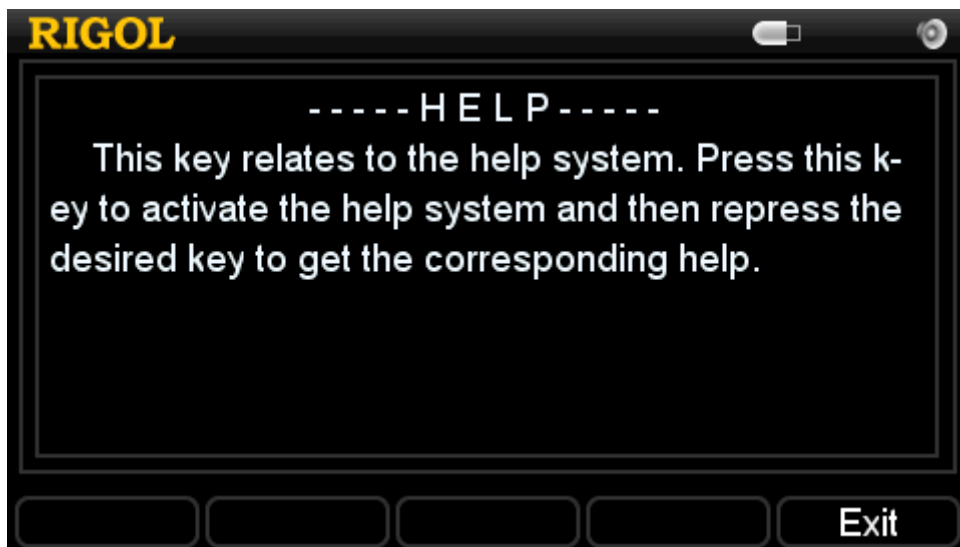 RIGOL
-----HELP-----
This key relates to the help system. Press this k-
ey to activate the help system and then repress the
desired key to get the corresponding help.
Exit